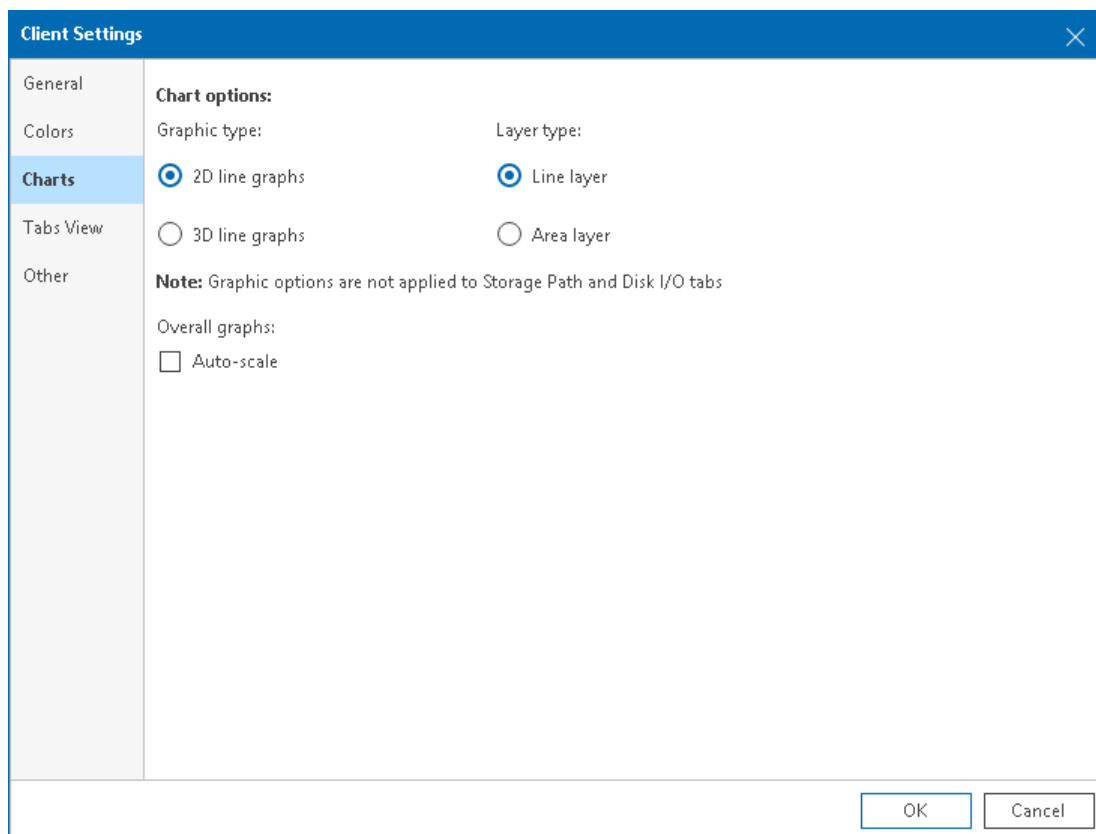 Client Settings
General
Colors
Charts
Tabs View
Other
Chart options:
Graphic type:
Layer type:
2D line graphs
Line layer
3D line graphs
Area layer
Note: Graphic options are not applied to Storage Path and Disk I/O tabs
Overall graphs:
Auto-scale
OK
Cancel